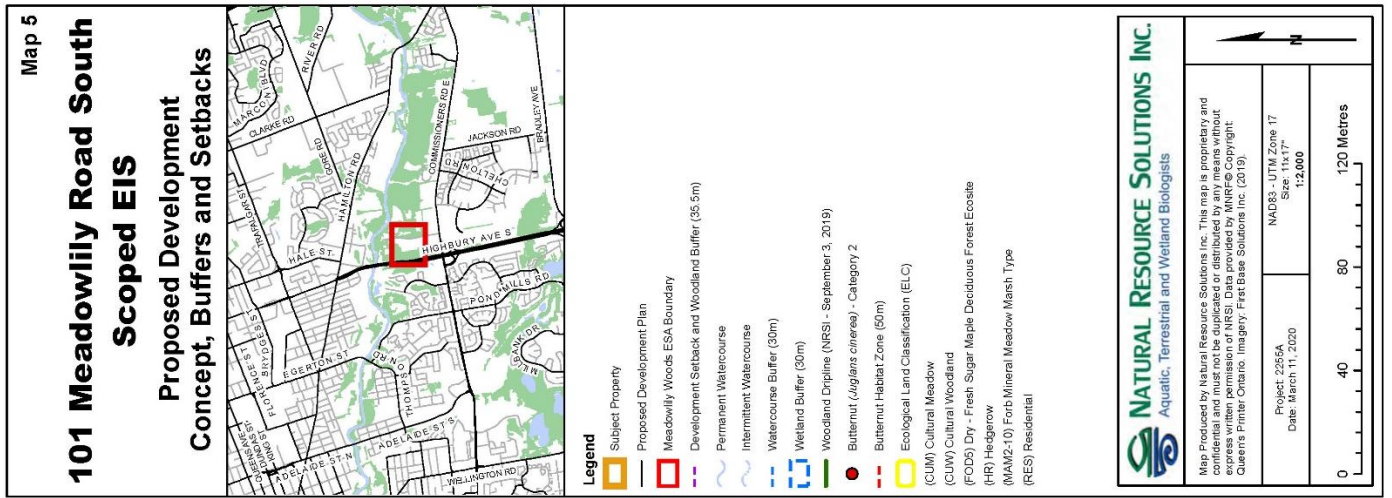 Map 5
101 Meadowlily Road South
Scoped EIS
Proposed Development
Concept, Buffers and Setbacks
QUEENS AVE
DUNDAS ST
KING ST
FLORENCE ST
BRYDGES ST
HALE ST
TRAFALGAR ST
CLARKE RD
MARCONI BLVD
RIVER RD
GORE RD
HAMILTON RD
EGERTON ST
ADELAIDE ST N
ADELAIDE ST S
THOMPSON RD
HIGHBURY AVE S
COMMISSIONERS RD E
JACKSON RD
CHELTON RD
BRADLEY AVE
POND MILLS RD
MILLBANK DR
WELLINGTON RD
Legend
Subject Property
Proposed Development Plan
Meadowlily Woods ESA Boundary
Development Setback and Woodland Buffer (35.5m)
Permanent Watercourse
Intermittent Watercourse
Watercourse Buffer (30m)
Wetland Buffer (30m)
Woodland Dripline (NRSI - September 3, 2019)
Butternut (Juglans cinerea) - Category 2
Butternut Habitat Zone (50m)
Ecological Land Classification (ELC)
(CUM) Cultural Meadow
(CUW) Cultural Woodland
(FOD5) Dry - Fresh Sugar Maple Deciduous Forest Ecosite
(HR) Hedgerow
(MAM2-10) Forb Mineral Meadow Marsh Type
(RES) Residential
NATURAL RESOURCE SOLUTIONS INC.
Aquatic, Terrestrial and Wetland Biologists
Map Produced by Natural Resource Solutions Inc. This map is proprietary and
confidential and must not be duplicated or distributed by any means without
express written permission of NRSI. Data provided by MNRF© Copyright:
Queen's Printer Ontario. Imagery: First Base Solutions Inc. (2019).
Project: 2255A
Date: March 11, 2020
NAD83 - UTM Zone 17
Size: 11x17"
1:2,000
N
0 40 80 120 Metres